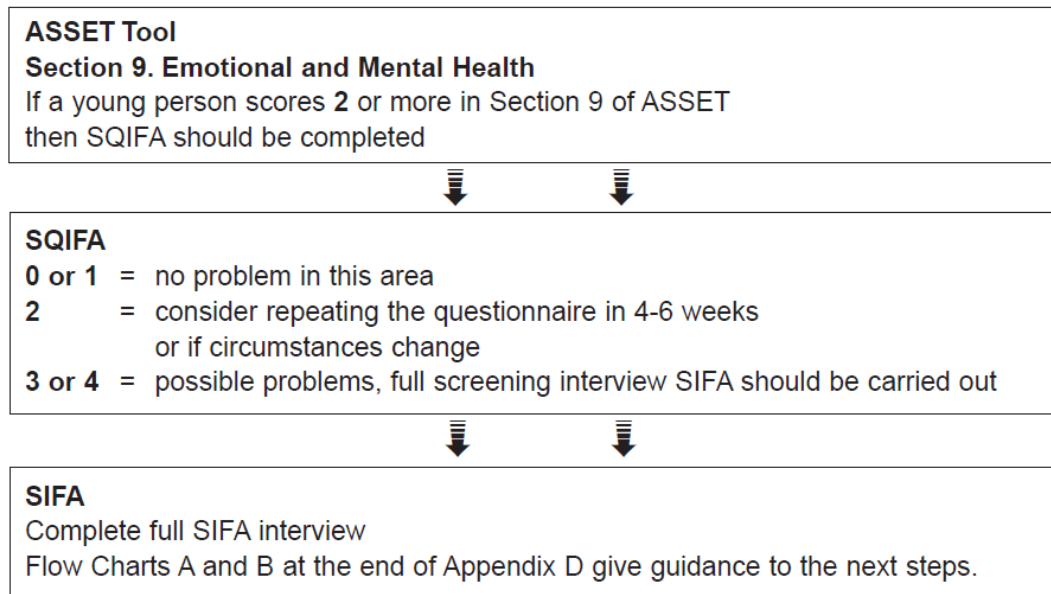 ASSET Tool
Section 9. Emotional and Mental Health
If a young person scores 2 or more in Section 9 of ASSET
then SQIFA should be completed
SQIFA
0 or 1 = no problem in this area
2 = consider repeating the questionnaire in 4-6 weeks
or if circumstances change
3 or 4 = possible problems, full screening interview SIFA should be carried out
SIFA
Complete full SIFA interview
Flow Charts A and B at the end of Appendix D give guidance to the next steps.